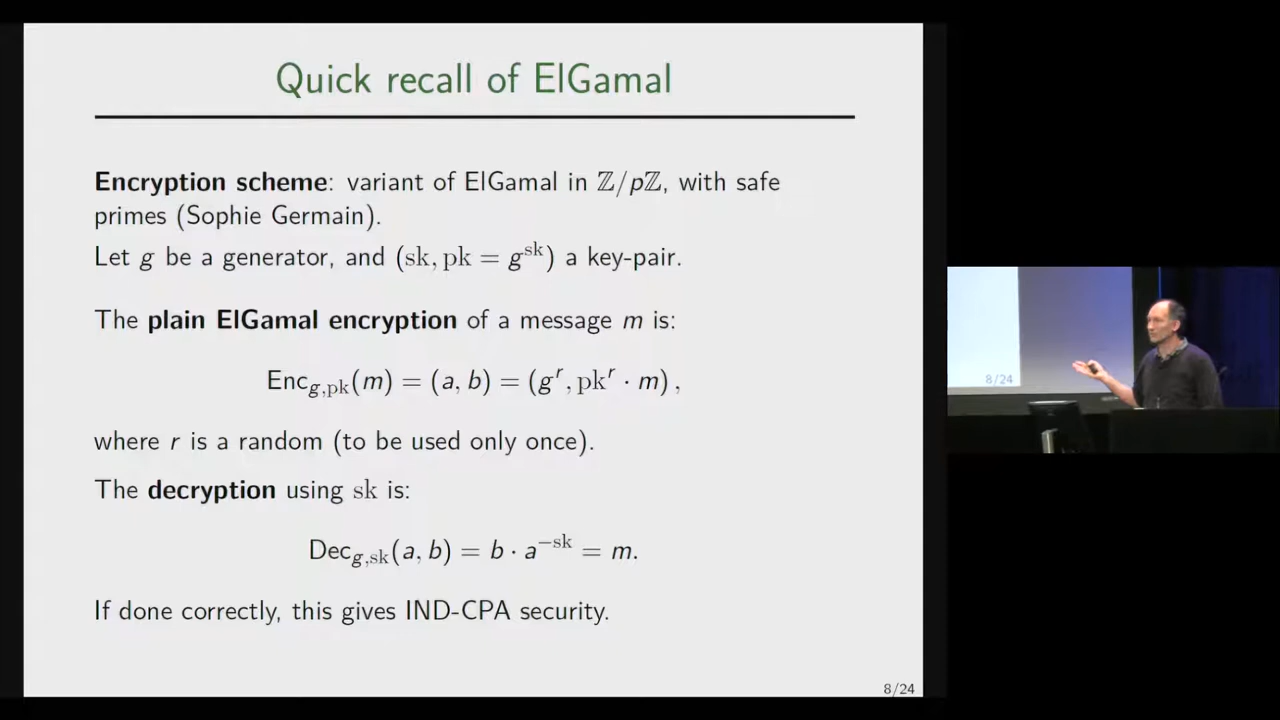 Quick recall of ElGamal
Encryption scheme: variant of ElGamal in ℤ/pℤ, with safe
primes (Sophie Germain).
Let g be a generator, and (sk, pk = g^sk) a key-pair.
The plain ElGamal encryption of a message m is:
Enc_{g,pk}(m) = (a, b) = (g^r, pk^r · m) ,
where r is a random (to be used only once).
The decryption using sk is:
Dec_{g,sk}(a, b) = b · a^{−sk} = m.
If done correctly, this gives IND-CPA security.
8/24
8/24